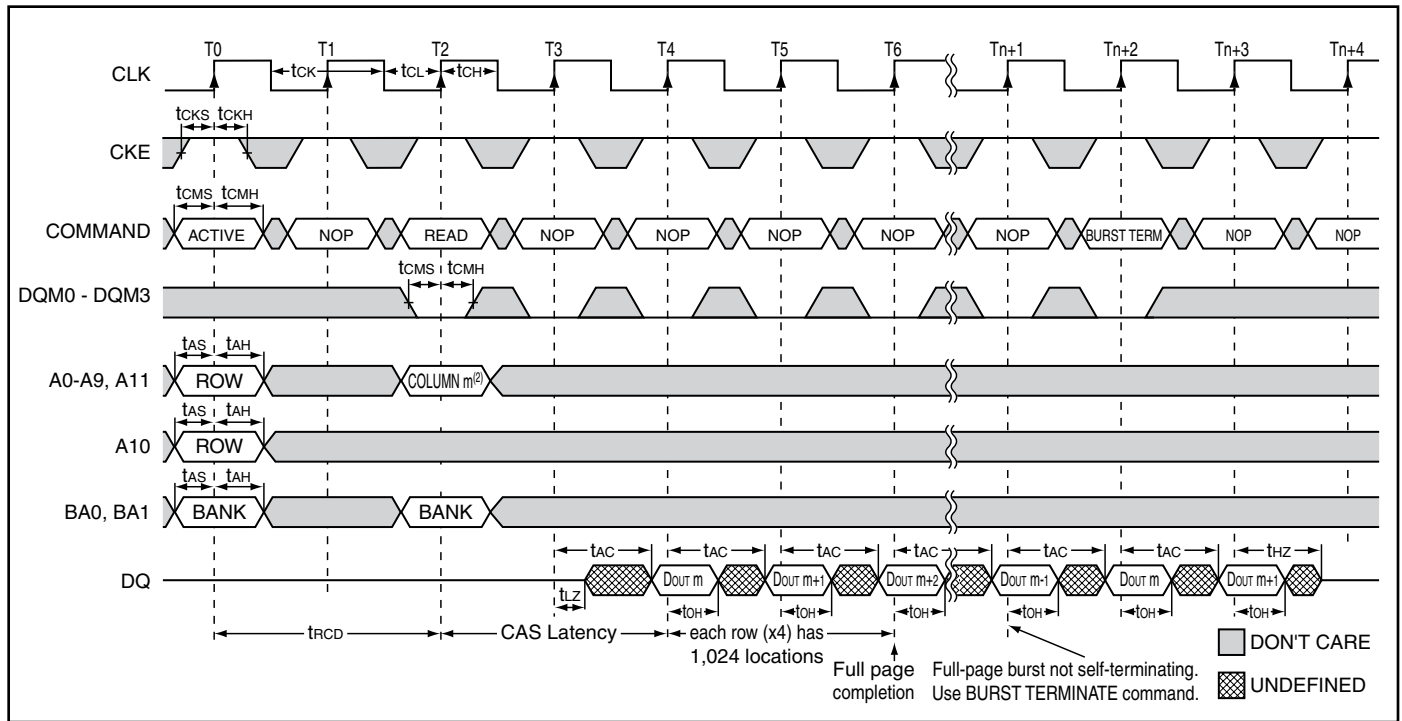 T0 T1 T2 T3 T4 T5 T6 Tn+1 Tn+2 Tn+3 Tn+4
CLK tCK tCL tCH
tCKS tCKH
CKE
tCMS tCMH
COMMAND ACTIVE NOP READ NOP NOP NOP NOP NOP BURST TERM NOP NOP
tCMS tCMH
DQM0 - DQM3
tAS tAH
A0-A9, A11 ROW COLUMN m(2)
tAS tAH
A10 ROW
tAS tAH
BA0, BA1 BANK BANK
tAC tAC tAC tAC tAC tAC tHZ
DQ DOUT m DOUT m+1 DOUT m+2 DOUT m-1 DOUT m DOUT m+1
tLZ tOH tOH tOH tOH tOH tOH
tRCD CAS Latency each row (x4) has
1,024 locations
Full page
completion
Full-page burst not self-terminating.
Use BURST TERMINATE command.
DON'T CARE
UNDEFINED